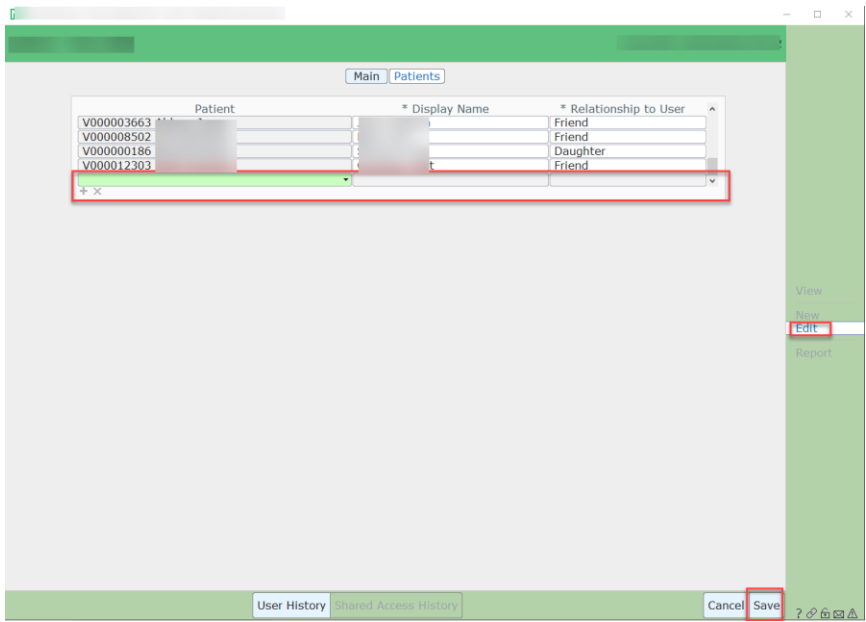 Main Patients
Patient * Display Name * Relationship to User
V000003663 Friend
V000008502 Friend
V000000186 Daughter
V000012303 t Friend
+ ×
View
New
Edit
Report
User History Shared Access History Cancel Save
?